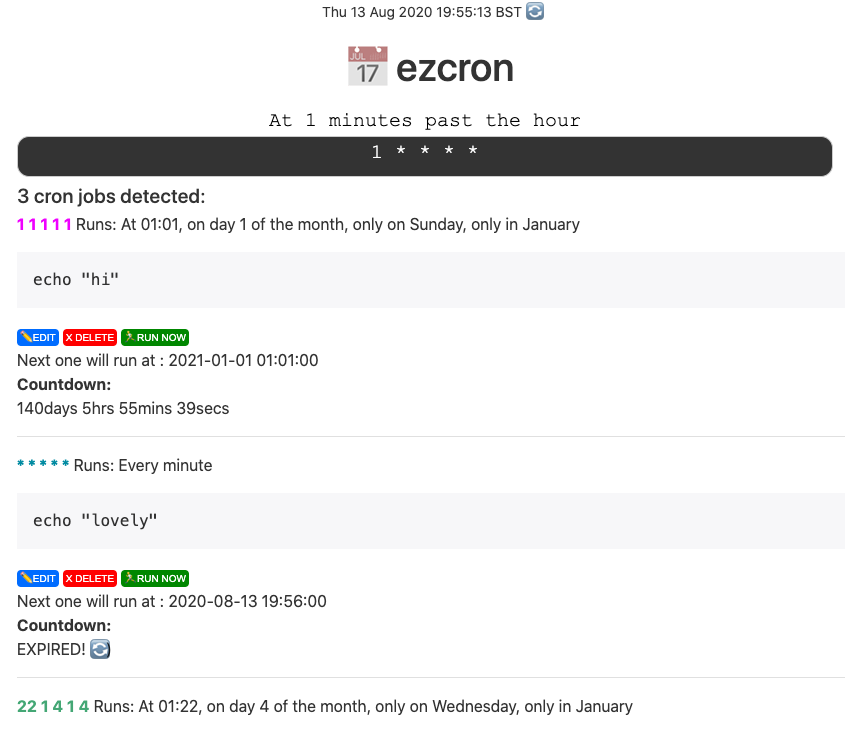 Thu 13 Aug 2020 19:55:13 BST
JUL 17 ezcron
At 1 minutes past the hour
1 * * * *
3 cron jobs detected:
1 1 1 1 1 Runs: At 01:01, on day 1 of the month, only on Sunday, only in January
echo "hi"
EDIT X DELETE RUN NOW
Next one will run at : 2021-01-01 01:01:00
Countdown:
140days 5hrs 55mins 39secs
* * * * * Runs: Every minute
echo "lovely"
EDIT X DELETE RUN NOW
Next one will run at : 2020-08-13 19:56:00
Countdown:
EXPIRED!
22 1 4 1 4 Runs: At 01:22, on day 4 of the month, only on Wednesday, only in January